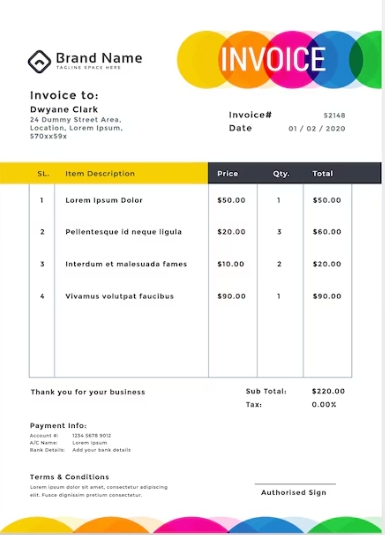 Brand Name
TAGLINE SPACE HERE
INVOICE
Invoice to:
Dwyane Clark
24 Dummy Street Area,
Location, Lorem Ipsum,
570xx59x
Invoice# 52148
Date 01 / 02 / 2020
SL. Item Description Price Qty. Total
1 Lorem Ipsum Dolor $50.00 1 $50.00
2 Pellentesque id neque ligula $20.00 3 $60.00
3 Interdum et malesuada fames $10.00 2 $20.00
4 Vivamus volutpat faucibus $90.00 1 $90.00
Thank you for your business
Sub Total: $220.00
Tax: 0.00%
Payment Info:
Account #: 1234 5678 9012
A/C Name: Lorem Ipsum
Bank Details: Add your bank details
Terms & Conditions
Lorem ipsum dolor sit amet, consectetur adipiscing
elit. Fusce dignissim pretium consectetur.
Authorised Sign